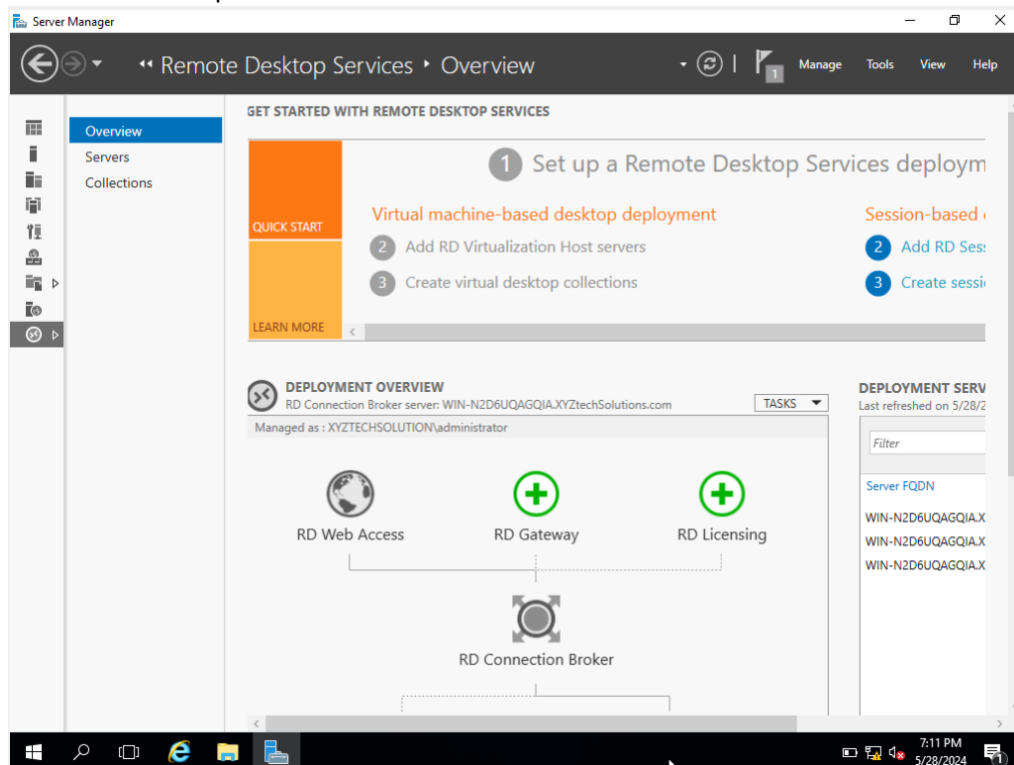 Server Manager
Remote Desktop Services • Overview
1
Manage Tools View Help
Overview
Servers
Collections
GET STARTED WITH REMOTE DESKTOP SERVICES
QUICK START
LEARN MORE
1 Set up a Remote Desktop Services deploym
Virtual machine-based desktop deployment
2 Add RD Virtualization Host servers
3 Create virtual desktop collections
Session-based
2 Add RD Ses
3 Create sessi
DEPLOYMENT OVERVIEW
RD Connection Broker server: WIN-N2D6UQAGQIA.XYZtechSolutions.com
TASKS
Managed as : XYZTECHSOLUTION\administrator
RD Web Access
RD Gateway
RD Licensing
RD Connection Broker
DEPLOYMENT SERV
Last refreshed on 5/28/2
Filter
Server FQDN
WIN-N2D6UQAGQIA.X
WIN-N2D6UQAGQIA.X
WIN-N2D6UQAGQIA.X
7:11 PM
5/28/2024
1